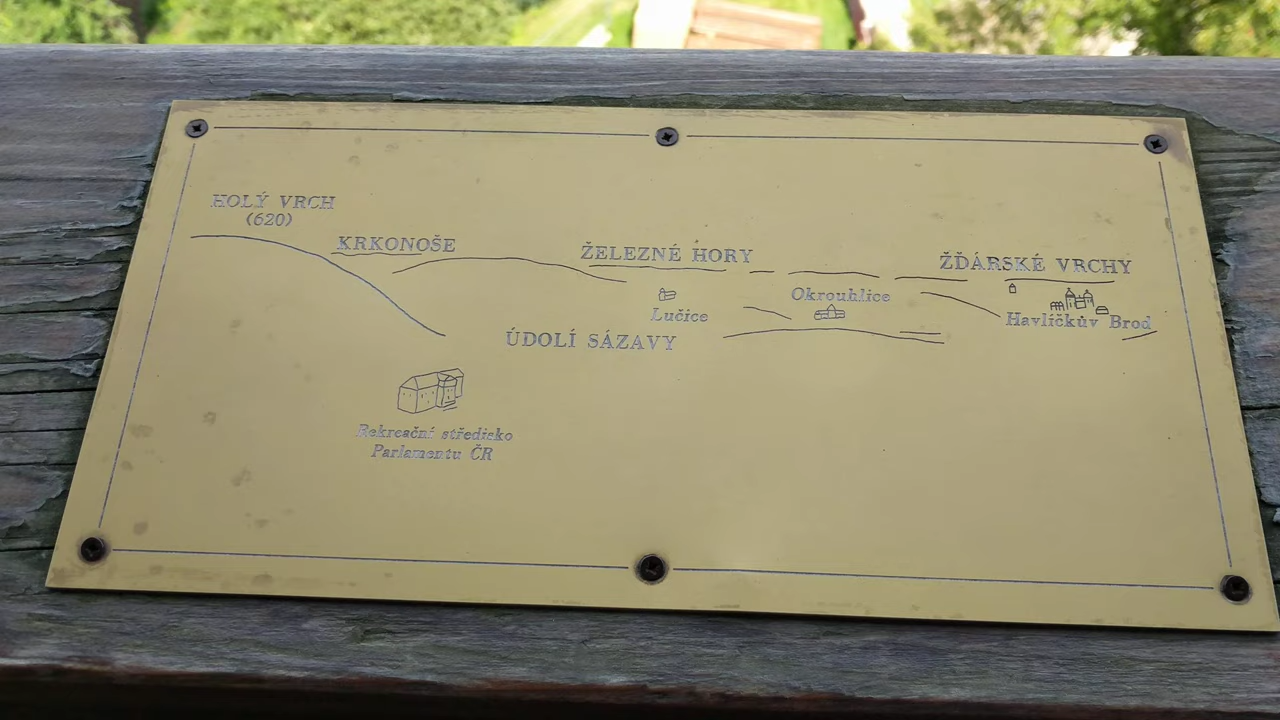 HOLÝ VRCH
(620)
KRKONOŠE
ŽELEZNÉ HORY
ŽĎÁRSKÉ VRCHY
Lučice
Okrouhlice
Havlíčkův Brod
ÚDOLÍ SÁZAVY
Rekreační středisko
Parlamentu ČR